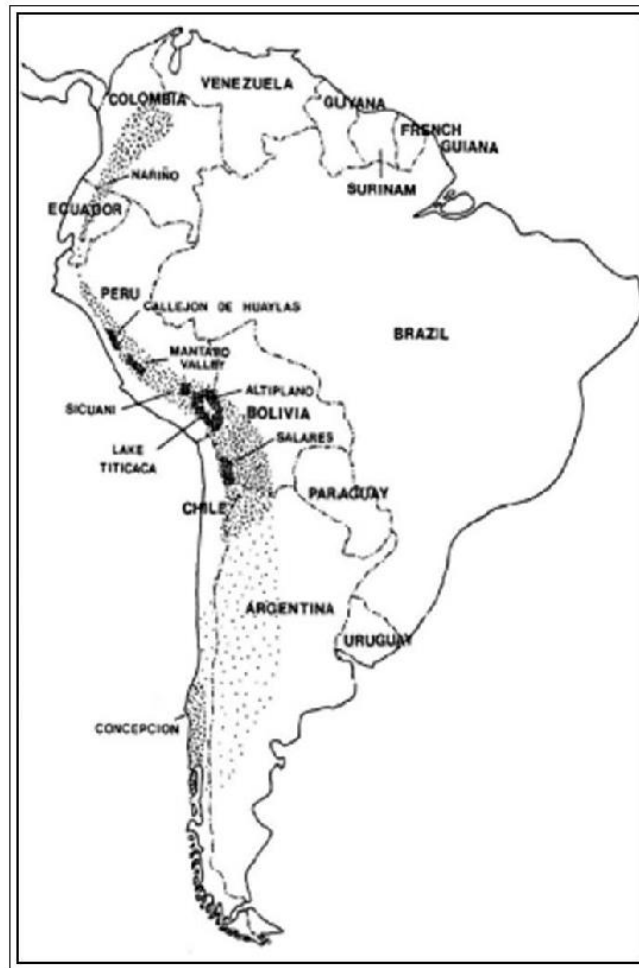 VENEZUELA
COLOMBIA
GUYANA
FRENCH
GUIANA
SURINAM
NARIÑO
ECUADOR
PERU
CALLEJON DE HUAYLAS
BRAZIL
MANTARO
VALLEY
SICUANI
ALTIPLANO
BOLIVIA
LAKE
TITICACA
SALARES
PARAGUAY
CHILE
ARGENTINA
URUGUAY
CONCEPCION